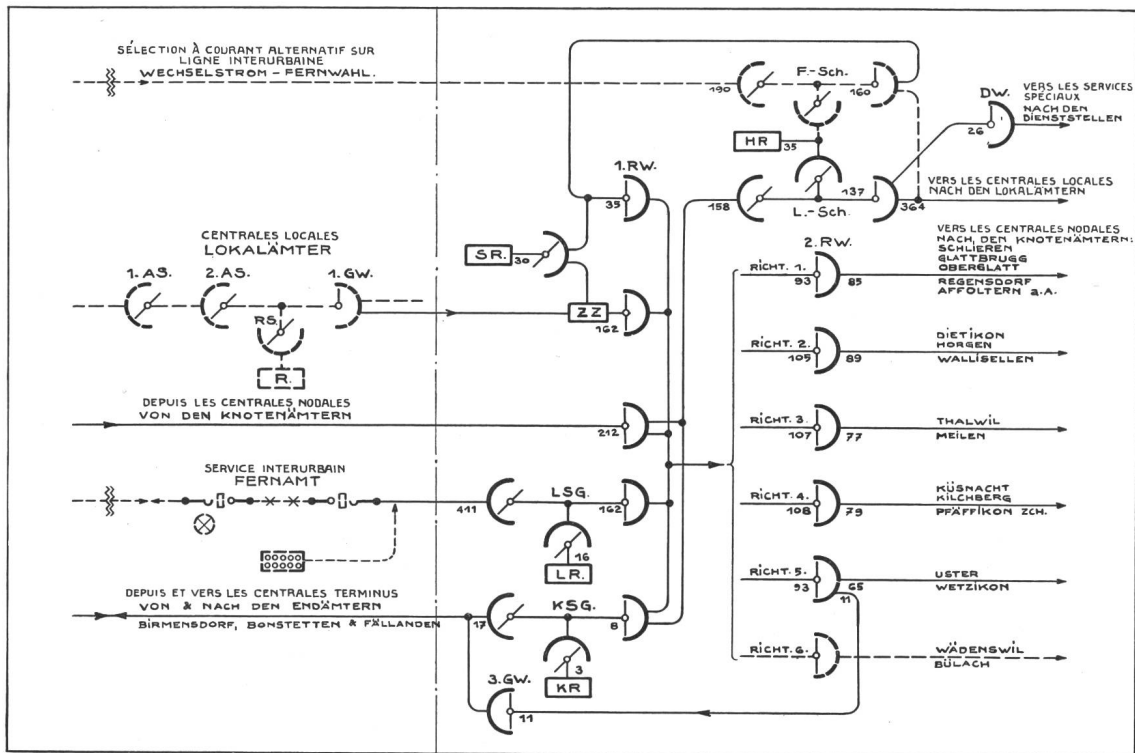 SÉLECTION À COURANT ALTERNATIF SUR
LIGNE INTERURBAINE
WECHSELSTROM-FERNWAHL.
190
F.-Sch.
160
DW.
26
VERS LES SERVICES
SPÉCIAUX
NACH DEN
DIENSTSTELLEN
HR
35
1.RW.
35
158
137
L.-Sch.
364
VERS LES CENTRALES LOCALES
NACH DEN LOKALÄMTERN
CENTRALES LOCALES
LOKALÄMTER
1. AS.
2. AS.
1. GW.
RS.
R.
SR.
30
ZZ
162
2. RW.
RICHT. 1.
93
85
VERS LES CENTRALES NODALES
NACH DEN KNOTENÄMTERN:
SCHLIEREN
GLATTBRUGG
OBERGLATT
REGENSDORF
AFFOLTERN a.A.
RICHT. 2.
105
89
DIETIKON
HORGEN
WALLISELLEN
DEPUIS LES CENTRALES NODALES
VON DEN KNOTENÄMTERN
212
RICHT. 3.
107
77
THALWIL
MEILEN
SERVICE INTERURBAIN
FERNAMT
411
LSG.
162
16
LR.
RICHT. 4.
108
79
KÜSNACHT
KILCHBERG
PFÄFFIKON ZCH.
DEPUIS ET VERS LES CENTRALES TERMINUS
VON & NACH DEN ENDÄMTERN
BIRMENSDORF, BONSTETTEN & FÄLLANDEN
17
KSG.
8
3
KR
RICHT. 5.
93
65
11
USTER
WETZIKON
RICHT. 6.
WÄDENSWIL
BÜLACH
3. GW.
11